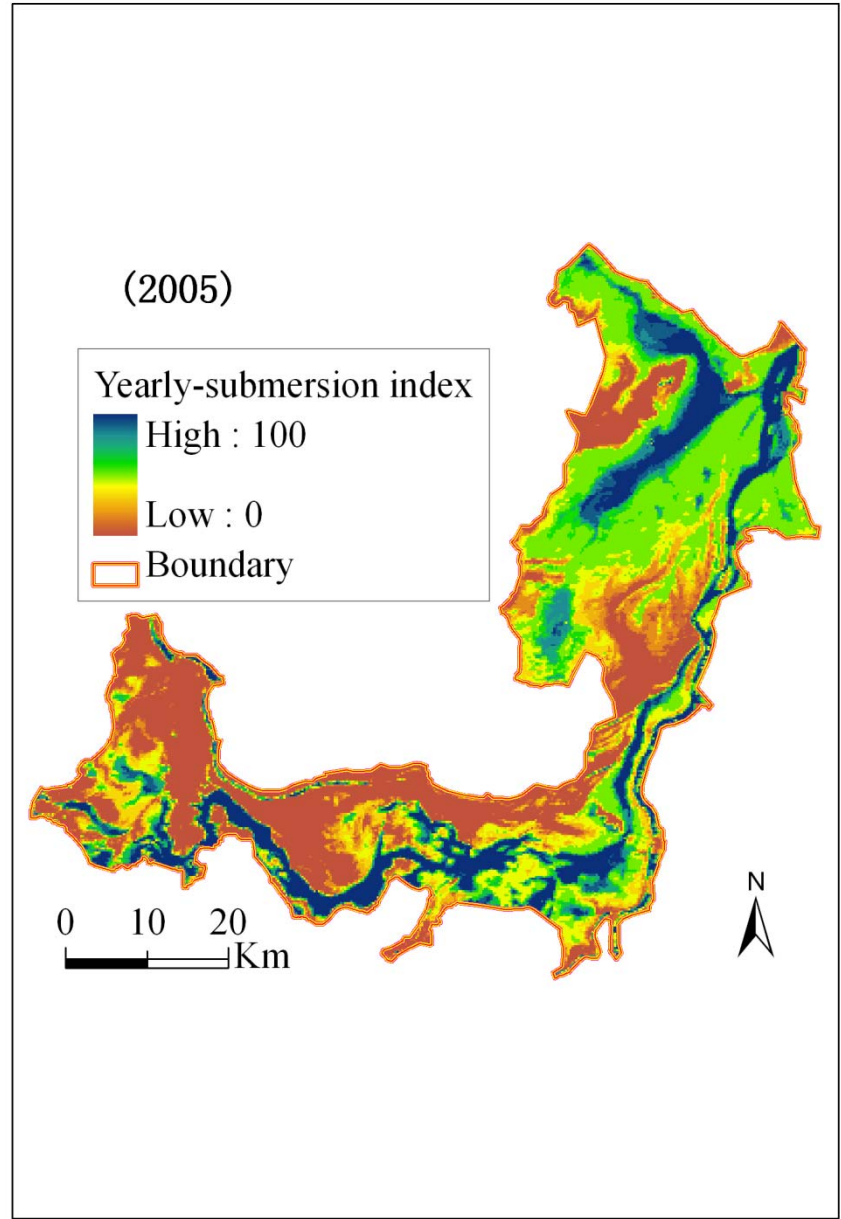 (2005)
Yearly-submersion index
High : 100
Low : 0
Boundary
N
0 10 20
Km